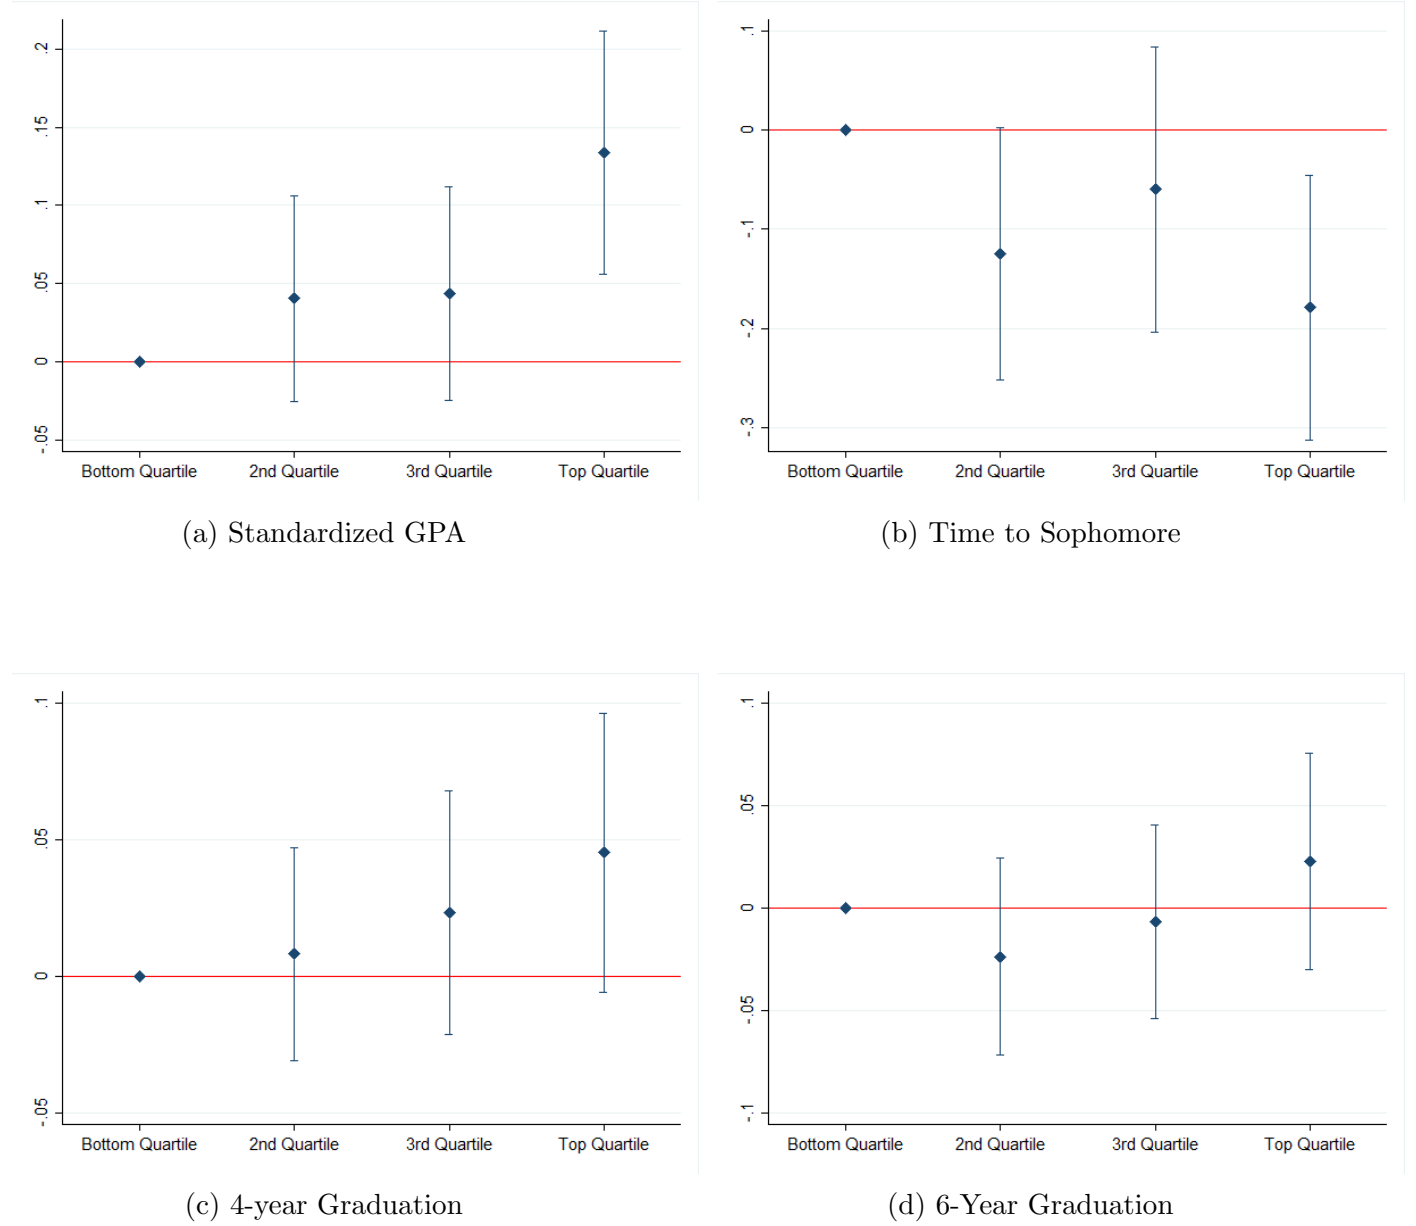 .2
.15
.1
.05
0
-.05
Bottom Quartile 2nd Quartile 3rd Quartile Top Quartile
(a) Standardized GPA
.1
0
-.1
-.2
-.3
Bottom Quartile 2nd Quartile 3rd Quartile Top Quartile
(b) Time to Sophomore
.1
.05
0
-.05
Bottom Quartile 2nd Quartile 3rd Quartile Top Quartile
(c) 4-year Graduation
.1
.05
0
-.05
-.1
Bottom Quartile 2nd Quartile 3rd Quartile Top Quartile
(d) 6-Year Graduation